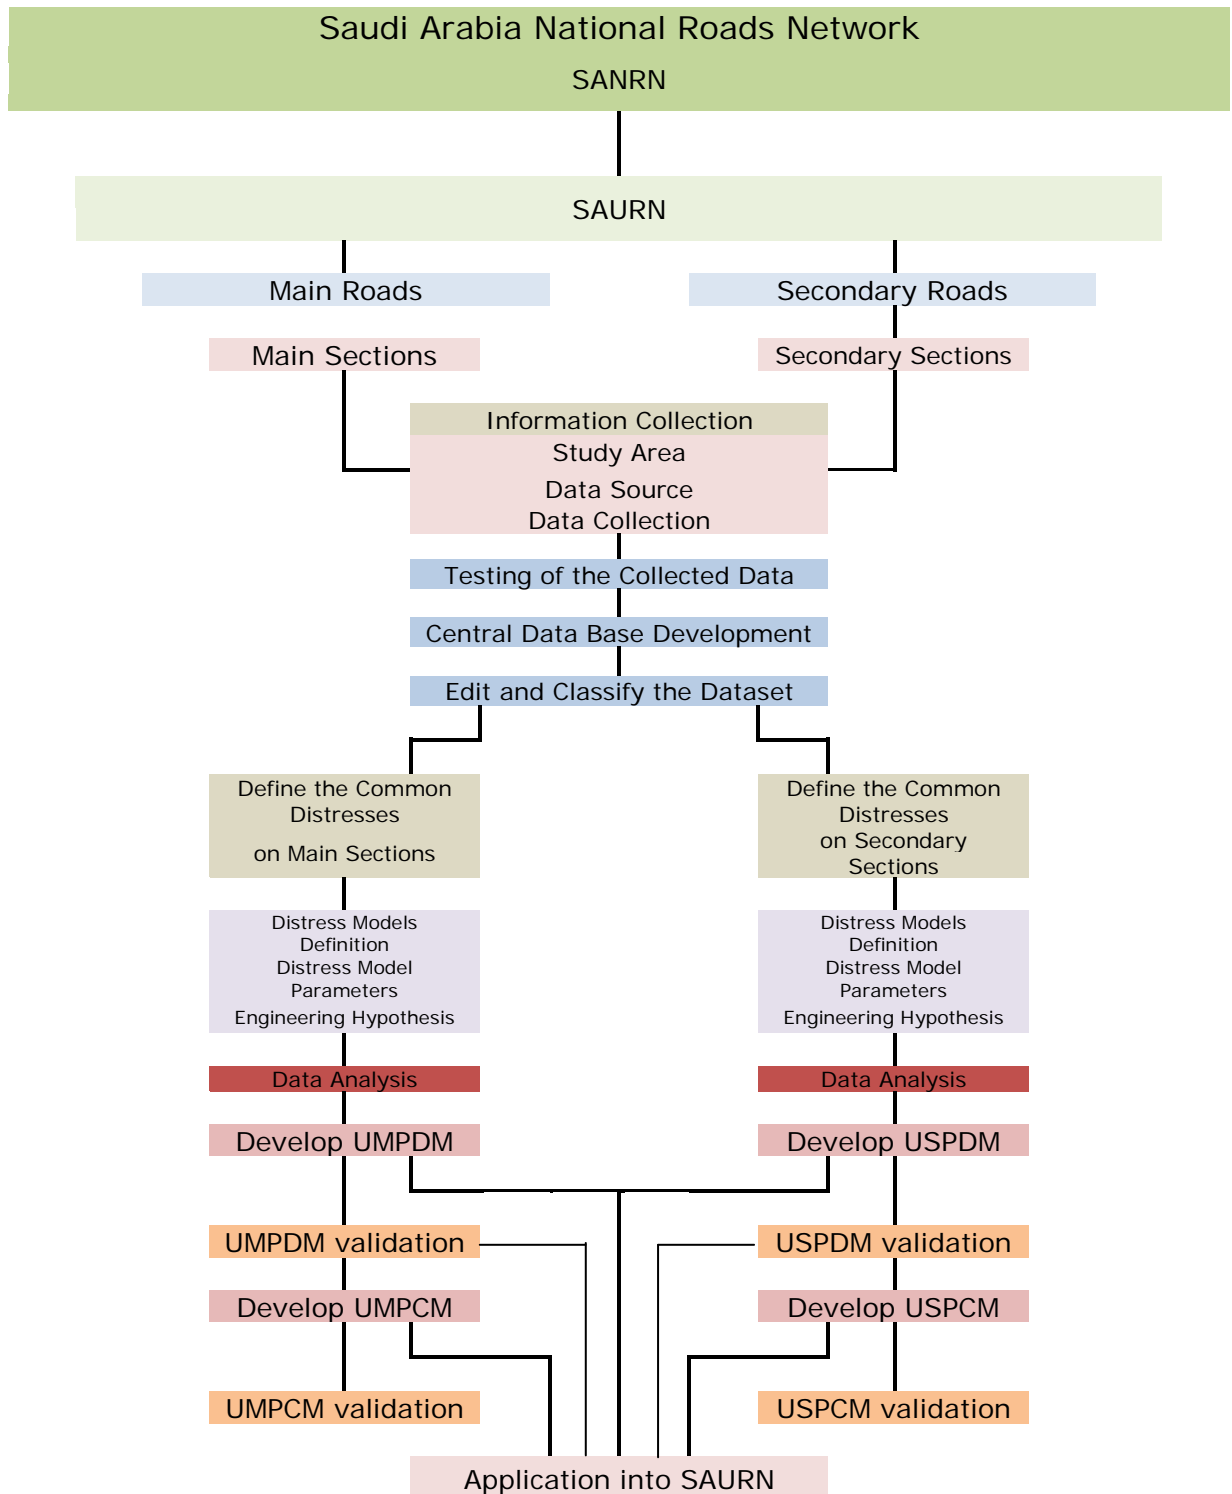 Saudi Arabia National Roads Network
SANRN
SAURN
Main Roads
Secondary Roads
Main Sections
Secondary Sections
Information Collection
Study Area
Data Source
Data Collection
Testing of the Collected Data
Central Data Base Development
Edit and Classify the Dataset
Define the Common
Distresses
on Main Sections
Define the Common
Distresses
on Secondary
Sections
Distress Models
Definition
Distress Model
Parameters
Engineering Hypothesis
Distress Models
Definition
Distress Model
Parameters
Engineering Hypothesis
Data Analysis
Data Analysis
Develop UMPDM
Develop USPDM
UMPDM validation
USPDM validation
Develop UMPCM
Develop USPCM
UMPCM validation
USPCM validation
Application into SAURN